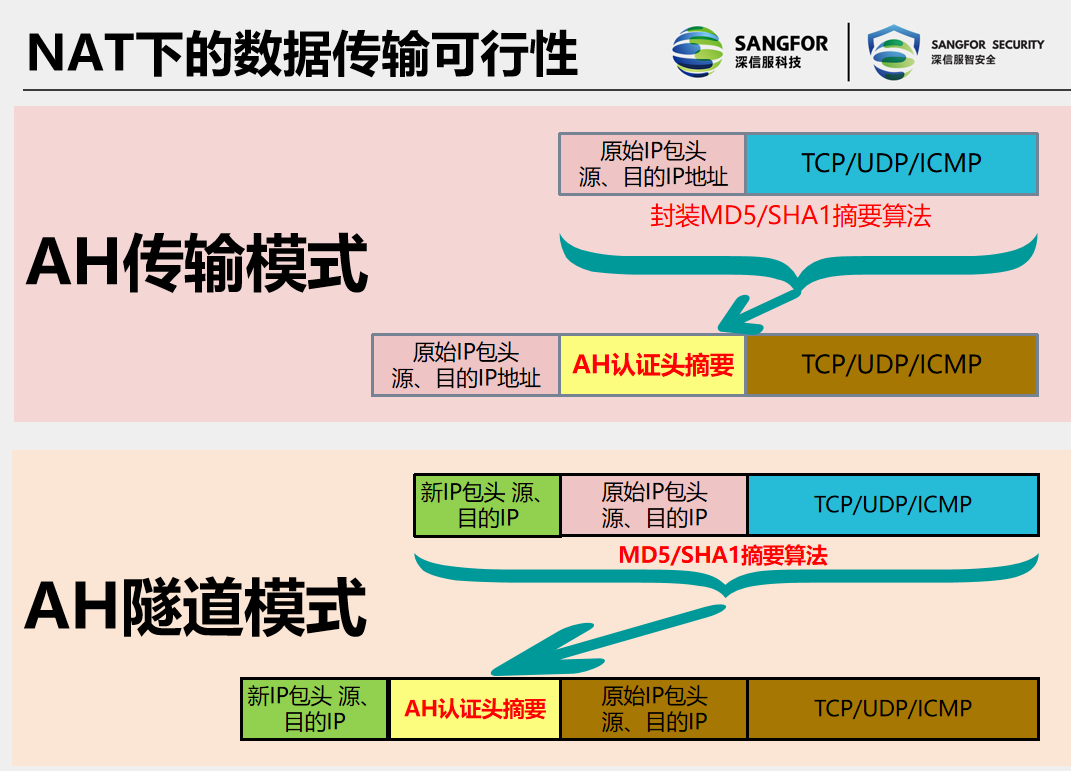 NAT下的数据传输可行性
SANGFOR
深信服科技
SANGFOR SECURITY
深信服智安全
原始IP包头
源、目的IP地址
TCP/UDP/ICMP
封装MD5/SHA1摘要算法
AH传输模式
原始IP包头
源、目的IP地址
AH认证头摘要
TCP/UDP/ICMP
新IP包头 源、
目的IP
原始IP包头
源、目的IP
TCP/UDP/ICMP
MD5/SHA1摘要算法
AH隧道模式
新IP包头 源、
目的IP
AH认证头摘要
原始IP包头
源、目的IP
TCP/UDP/ICMP